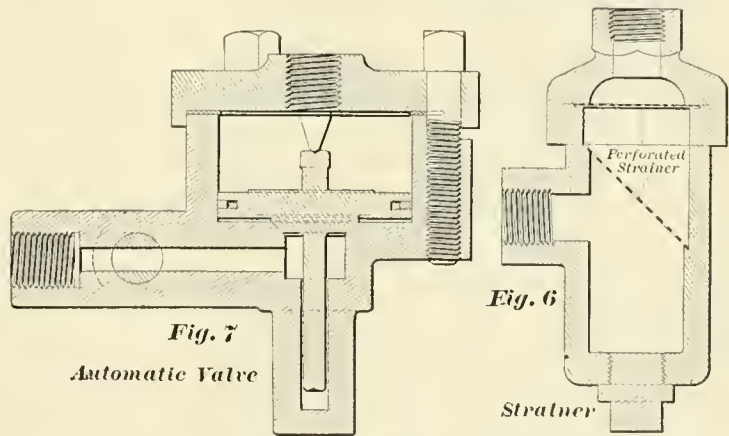 Perforated
Strainer
Fig. 6
Fig. 7
Automatic Valve
Strainer